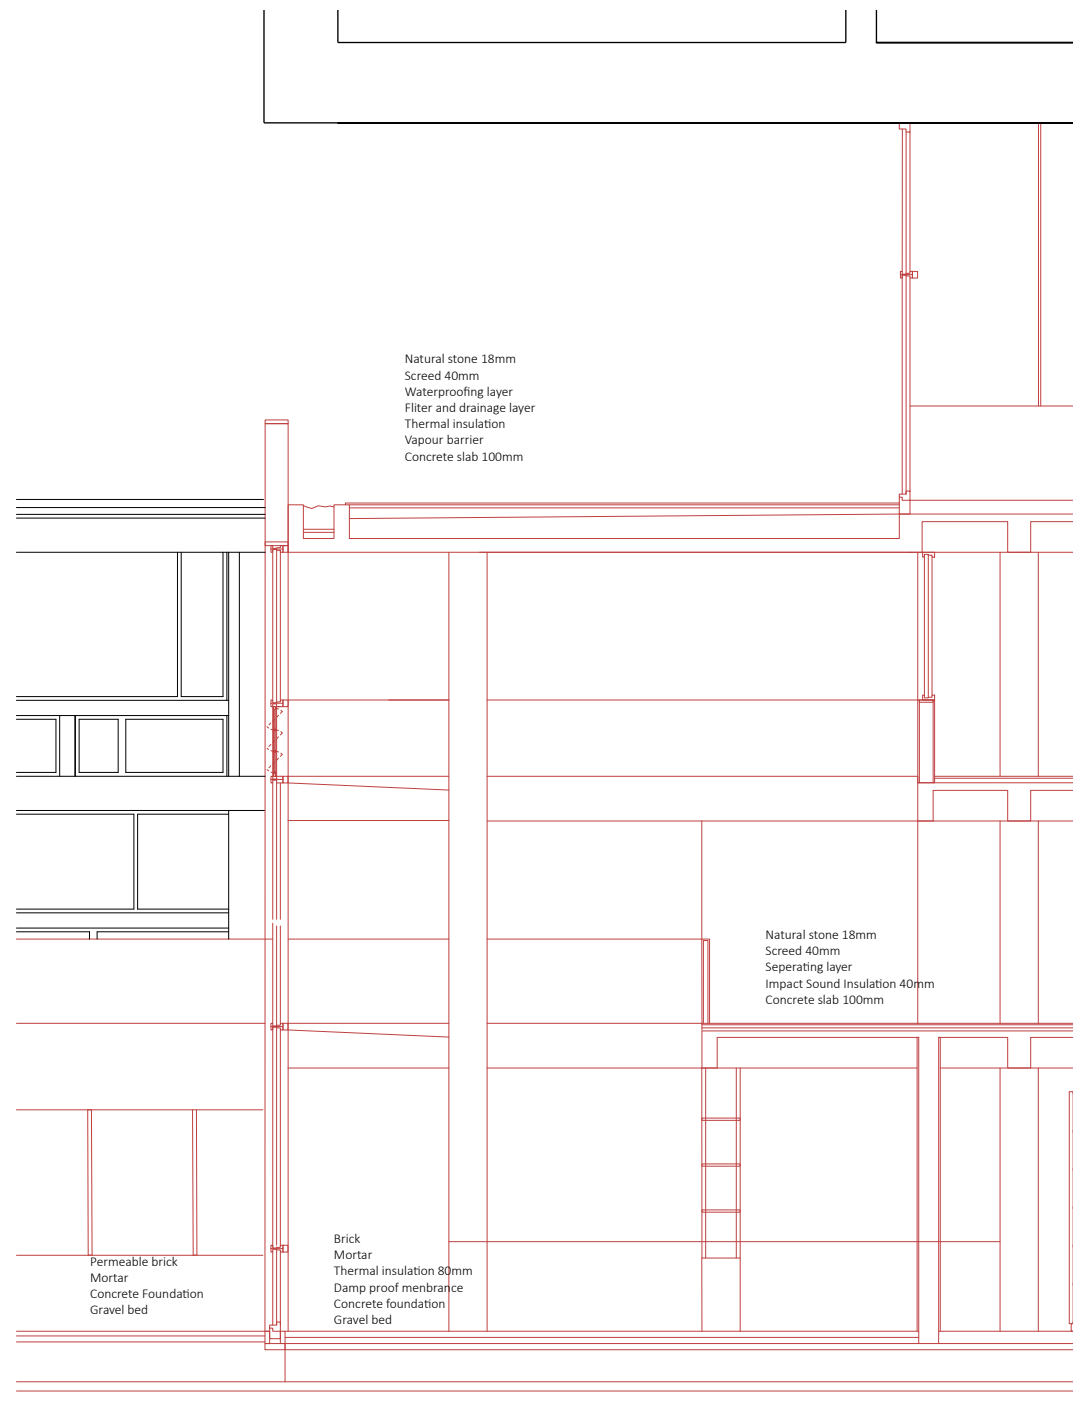 Natural stone 18mm
Screed 40mm
Waterproofing layer
Fliter and drainage layer
Thermal insulation
Vapour barrier
Concrete slab 100mm
Natural stone 18mm
Screed 40mm
Seperating layer
Impact Sound Insulation 40mm
Concrete slab 100mm
Brick
Mortar
Thermal insulation 80mm
Damp proof menbrance
Concrete foundation
Gravel bed
Permeable brick
Mortar
Concrete Foundation
Gravel bed